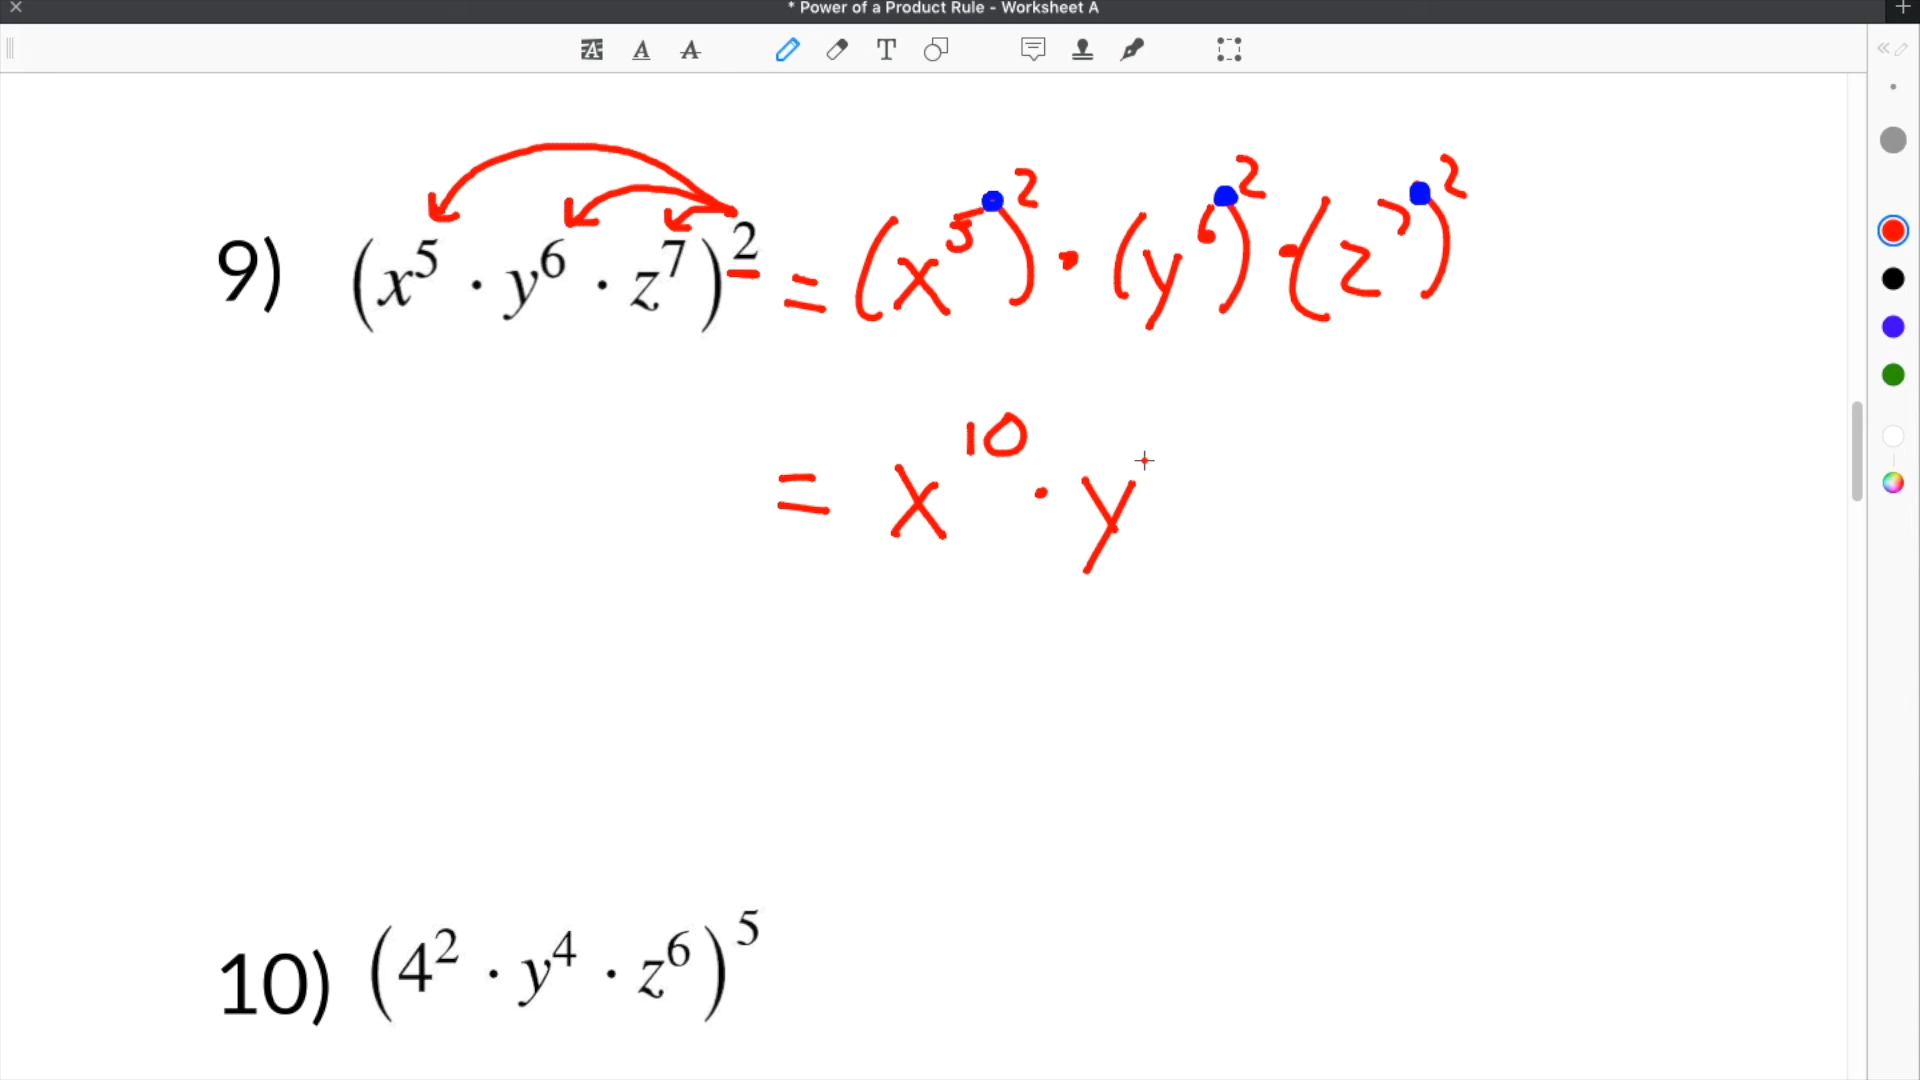 * Power of a Product Rule - Worksheet A
9) (x⁵ · y⁶ · z⁷)² = (x⁵)² · (y⁶)² · (z⁷)²
= x¹⁰ · y
10) (4² · y⁴ · z⁶)⁵